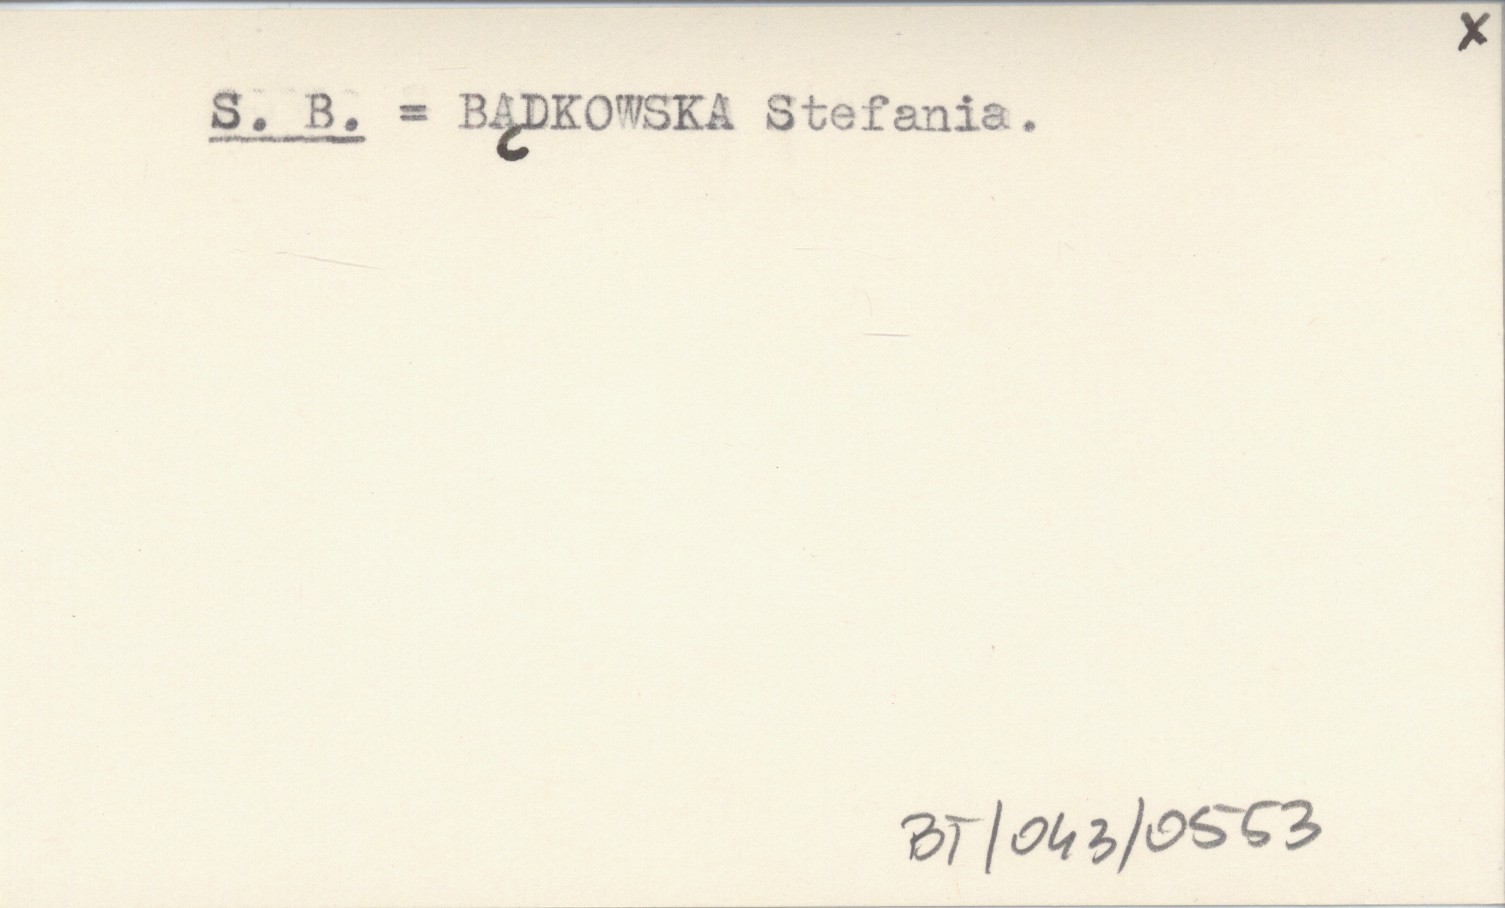 x
S. B. = BĄDKOWSKA Stefania.
BT/043/0553